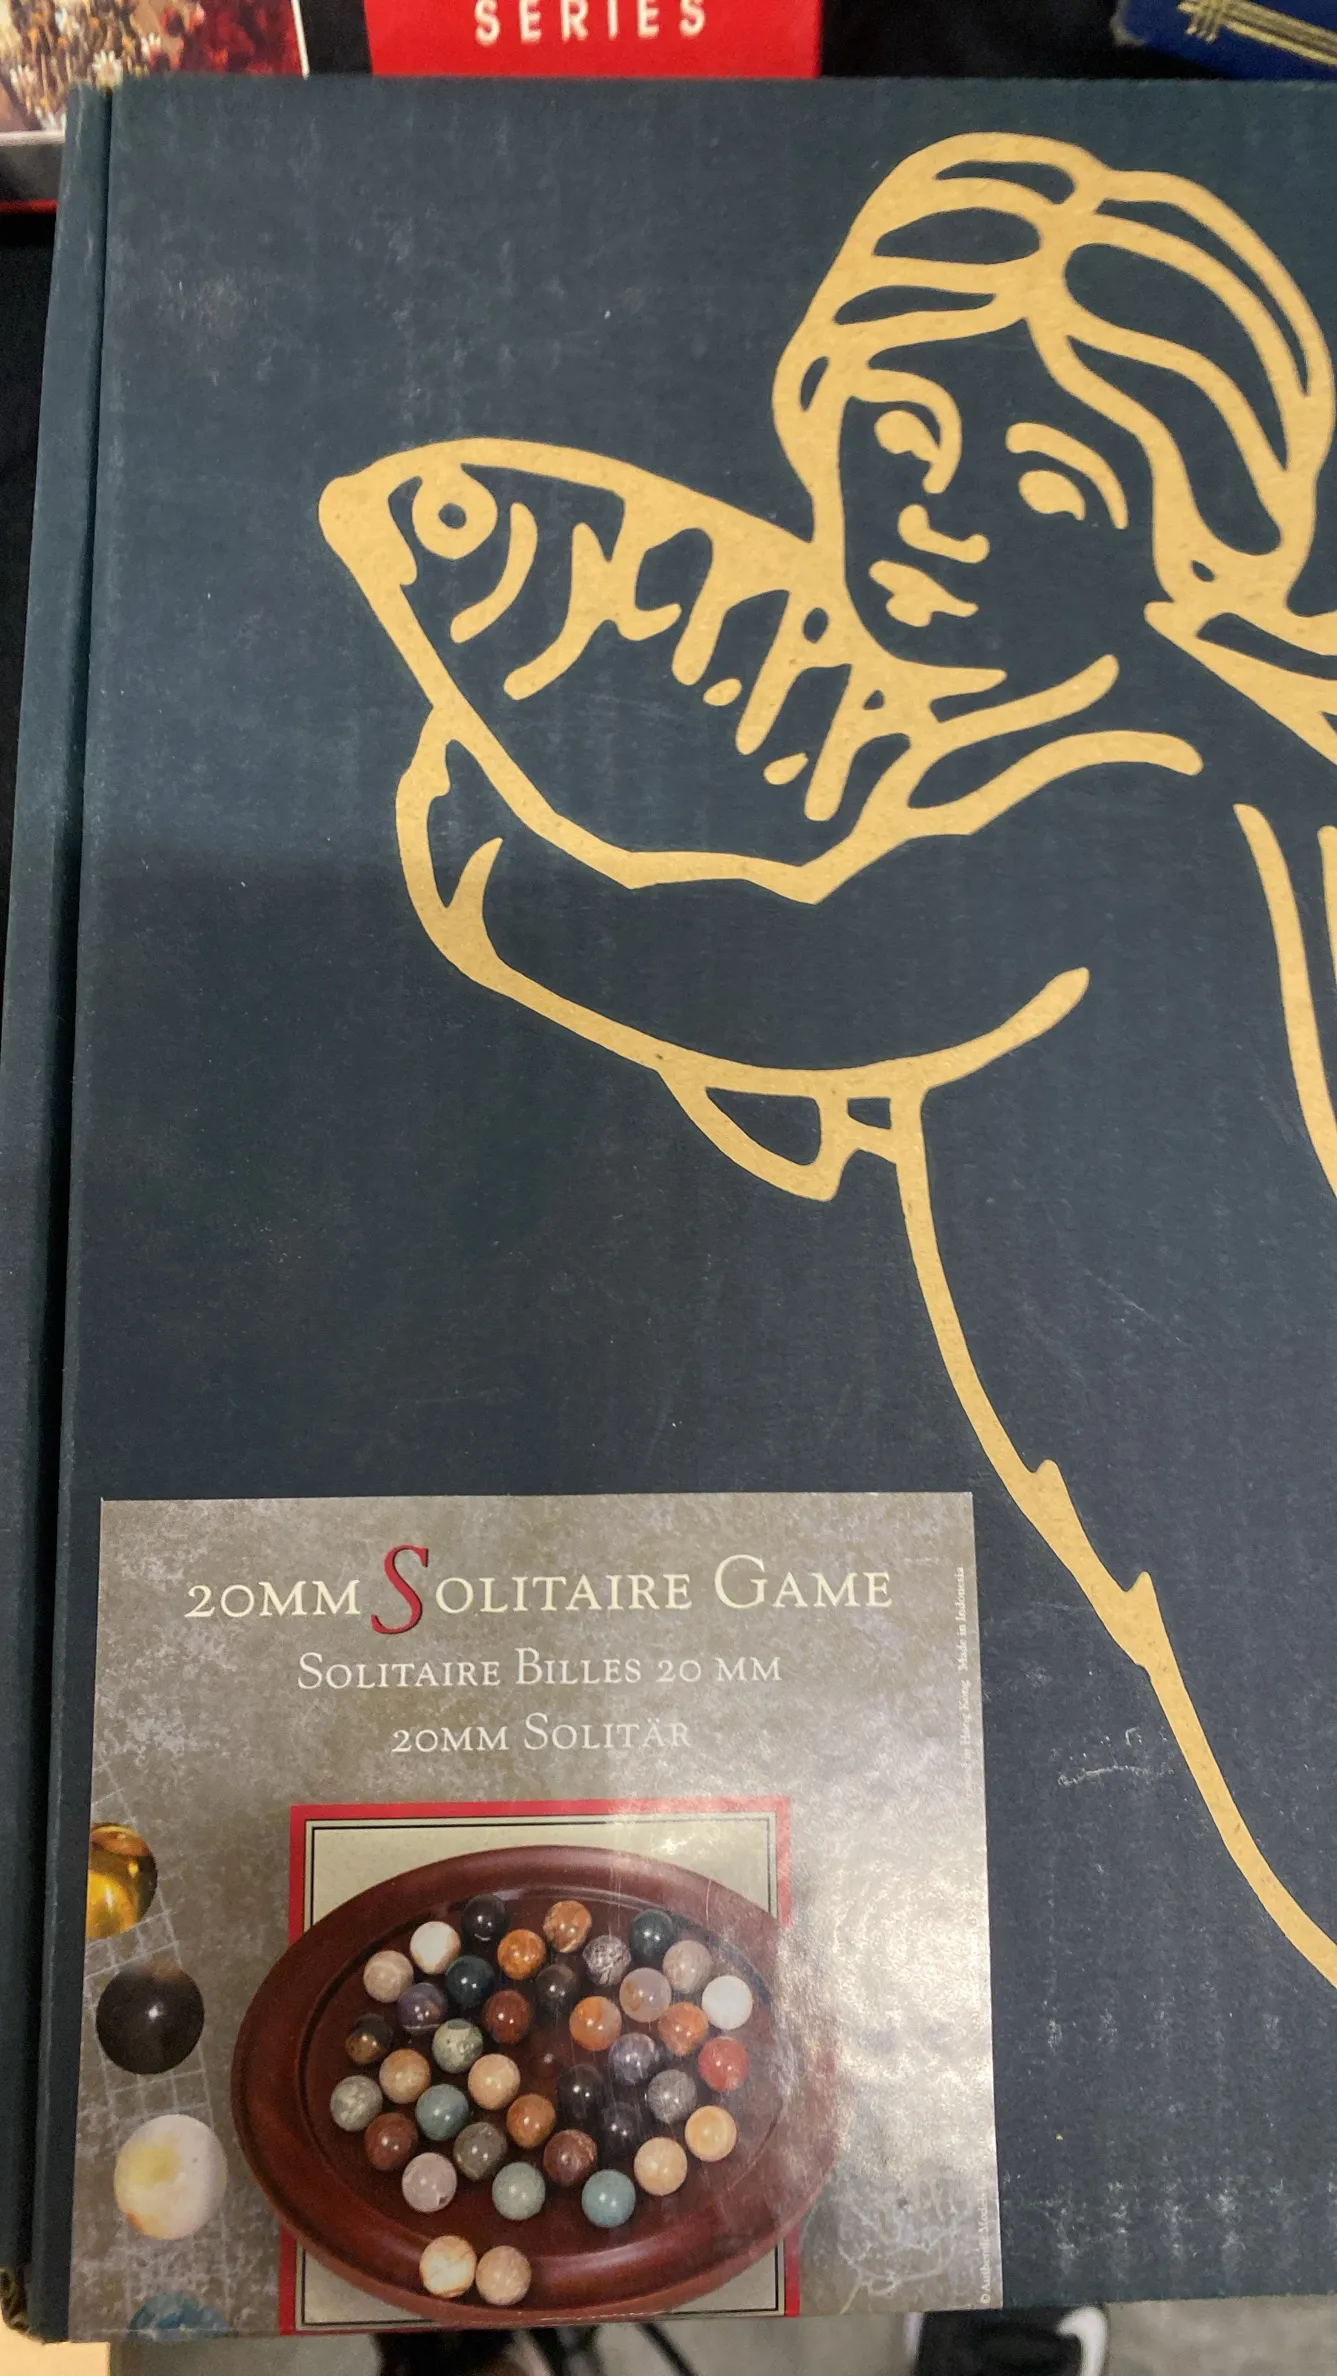 SERIES
20MM SOLITAIRE GAME
SOLITAIRE BILLES 20 MM
20MM SOLITÄR
Made in Indonesia